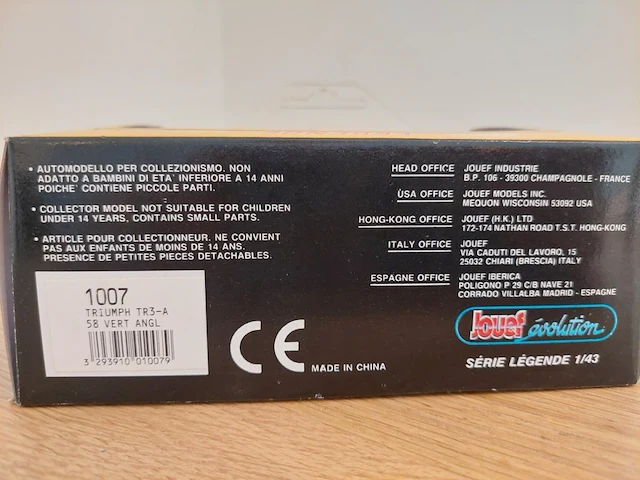 • AUTOMODELLO PER COLLEZIONISMO. NON
ADATTO A BAMBINI DI ETA' INFERIORE A 14 ANNI
POICHE' CONTIENE PICCOLE PARTI.
• COLLECTOR MODEL NOT SUITABLE FOR CHILDREN
UNDER 14 YEARS, CONTAINS SMALL PARTS.
• ARTICLE POUR COLLECTIONNEUR. NE CONVIENT
PAS AUX ENFANTS DE MOINS DE 14 ANS.
PRESENCE DE PETITES PIECES DETACHABLES.
1007
TRIUMPH TR3-A
58 VERT ANGL
3 293910 010079
CE MADE IN CHINA
HEAD OFFICE JOUEF INDUSTRIE
B.P. 106 - 39300 CHAMPAGNOLE - FRANCE
USA OFFICE JOUEF MODELS INC.
MEQUON WISCONSIN 53092 USA
HONG-KONG OFFICE JOUEF (H.K.) LTD
172-174 NATHAN ROAD T.S.T. HONG-KONG
ITALY OFFICE JOUEF
VIA CADUTI DEL LAVORO, 15
25032 CHIARI (BRESCIA) ITALY
ESPAGNE OFFICE JOUEF IBERICA
POLIGONO P 29 C/B NAVE 21
CORRADO VILLALBA MADRID - ESPAGNE
Jouef évolution
SÉRIE LÉGENDE 1/43